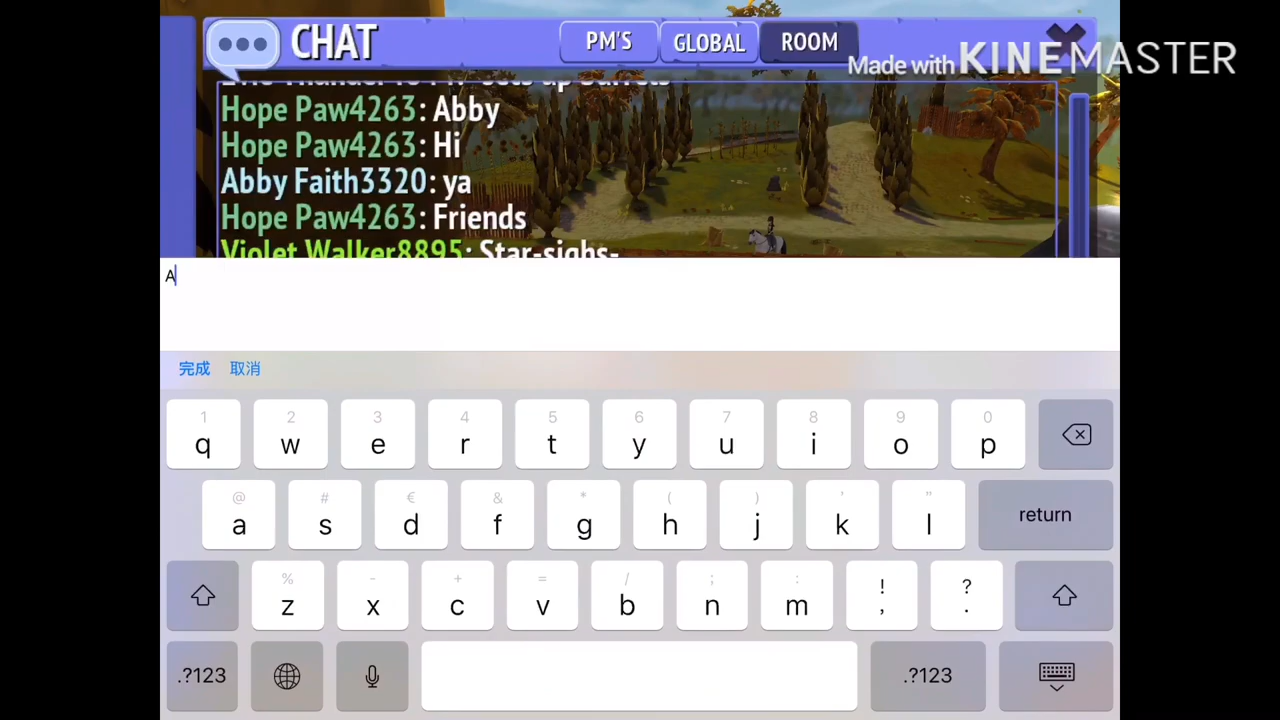 CHAT
PM'S
GLOBAL
ROOM
Made with KINEMASTER
Hope Paw4263: Abby
Hope Paw4263: Hi
Abby Faith3320: ya
Hope Paw4263: Friends
Violet Walker8895: Star-sighs-
A
完成 取消
1 2 3 4 5 6 7 8 9 0
q w e r t y u i o p
@ # € & * ( ) ' "
a s d f g h j k l
return
% - + = / ; : ! ?
z x c v b n m , .
.?123
.?123